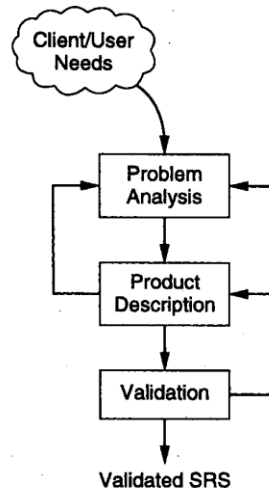 Client/User
Needs
Problem
Analysis
Product
Description
Validation
Validated SRS